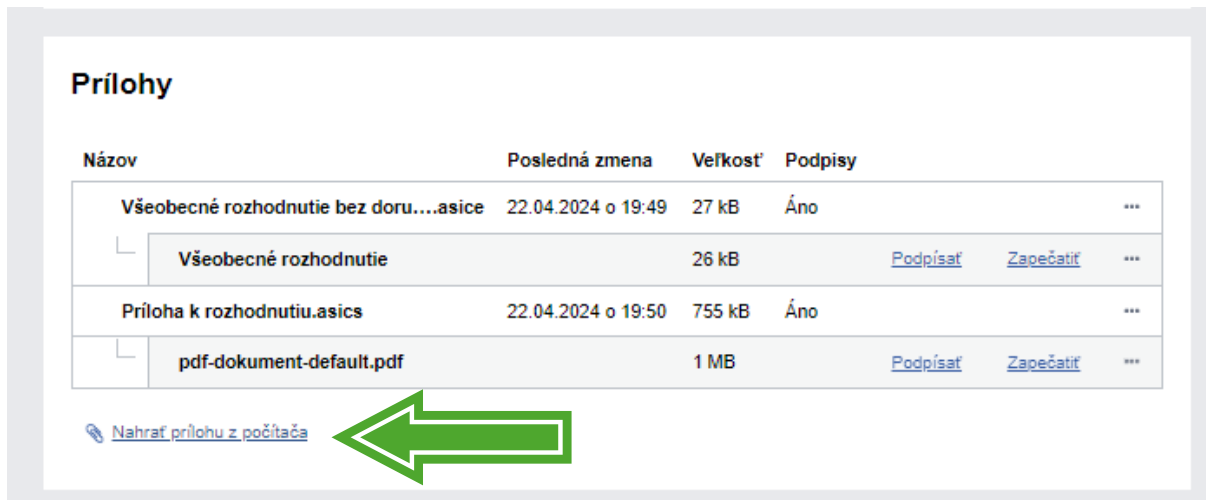 Prílohy
Názov Posledná zmena Veľkosť Podpisy
Všeobecné rozhodnutie bez doru....asice 22.04.2024 o 19:49 27 kB Áno ...
Všeobecné rozhodnutie 26 kB Podpísať Zapečatiť ...
Príloha k rozhodnutiu.asics 22.04.2024 o 19:50 755 kB Áno ...
pdf-dokument-default.pdf 1 MB Podpísať Zapečatiť ...
Nahrať prílohu z počítača